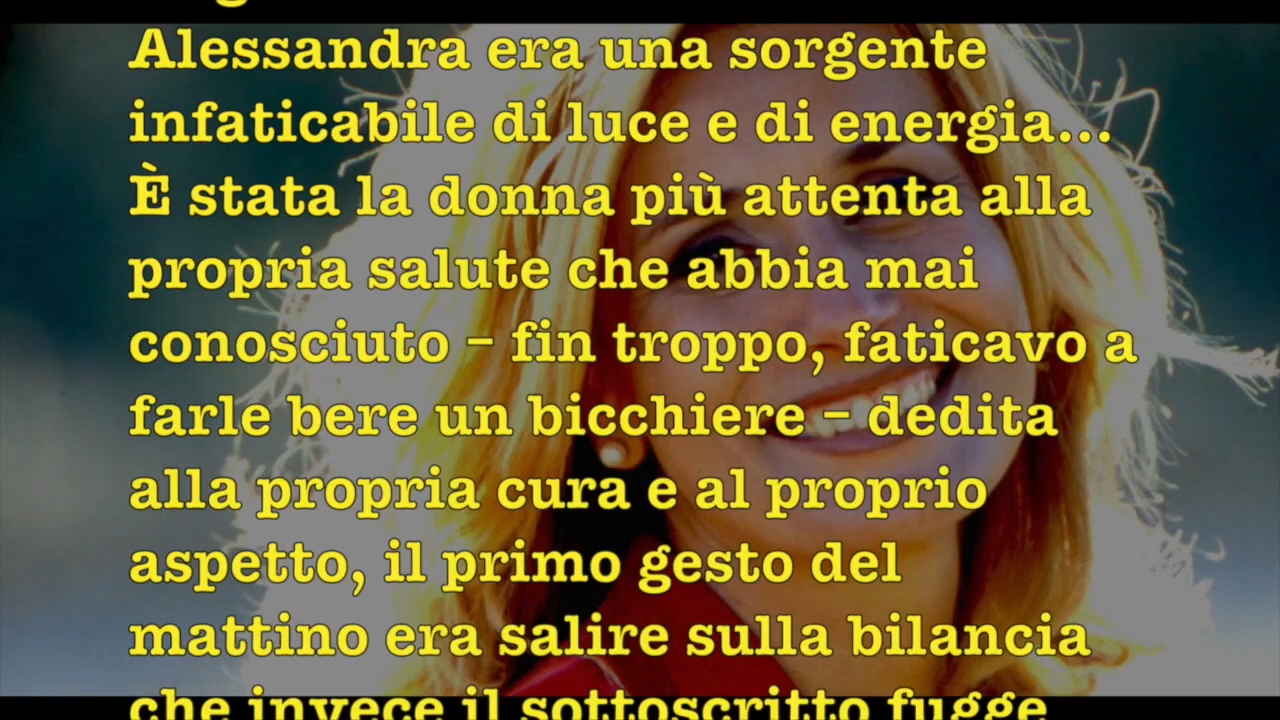 Alessandra era una sorgente
infaticabile di luce e di energia...
È stata la donna più attenta alla
propria salute che abbia mai
conosciuto – fin troppo, faticavo a
farle bere un bicchiere – dedita
alla propria cura e al proprio
aspetto, il primo gesto del
mattino era salire sulla bilancia
che invece il sottoscritto fugge